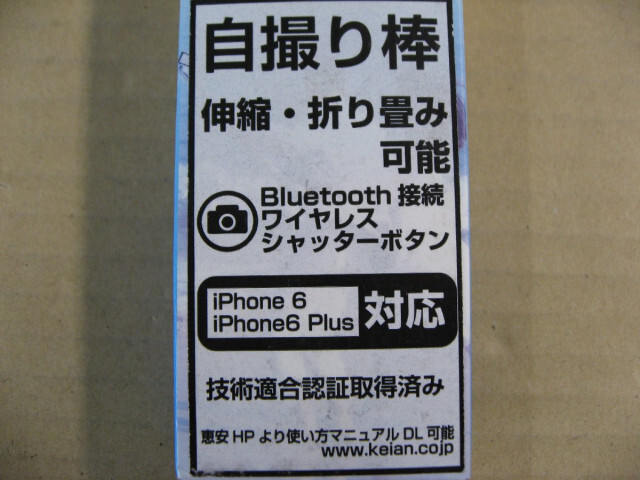 自撮り棒
伸縮・折り畳み
可能
Bluetooth 接続
ワイヤレス
シャッターボタン
iPhone 6
iPhone6 Plus
対応
技術適合認証取得済み
恵安 HP より使い方マニュアル DL 可能
www.keian.cojp